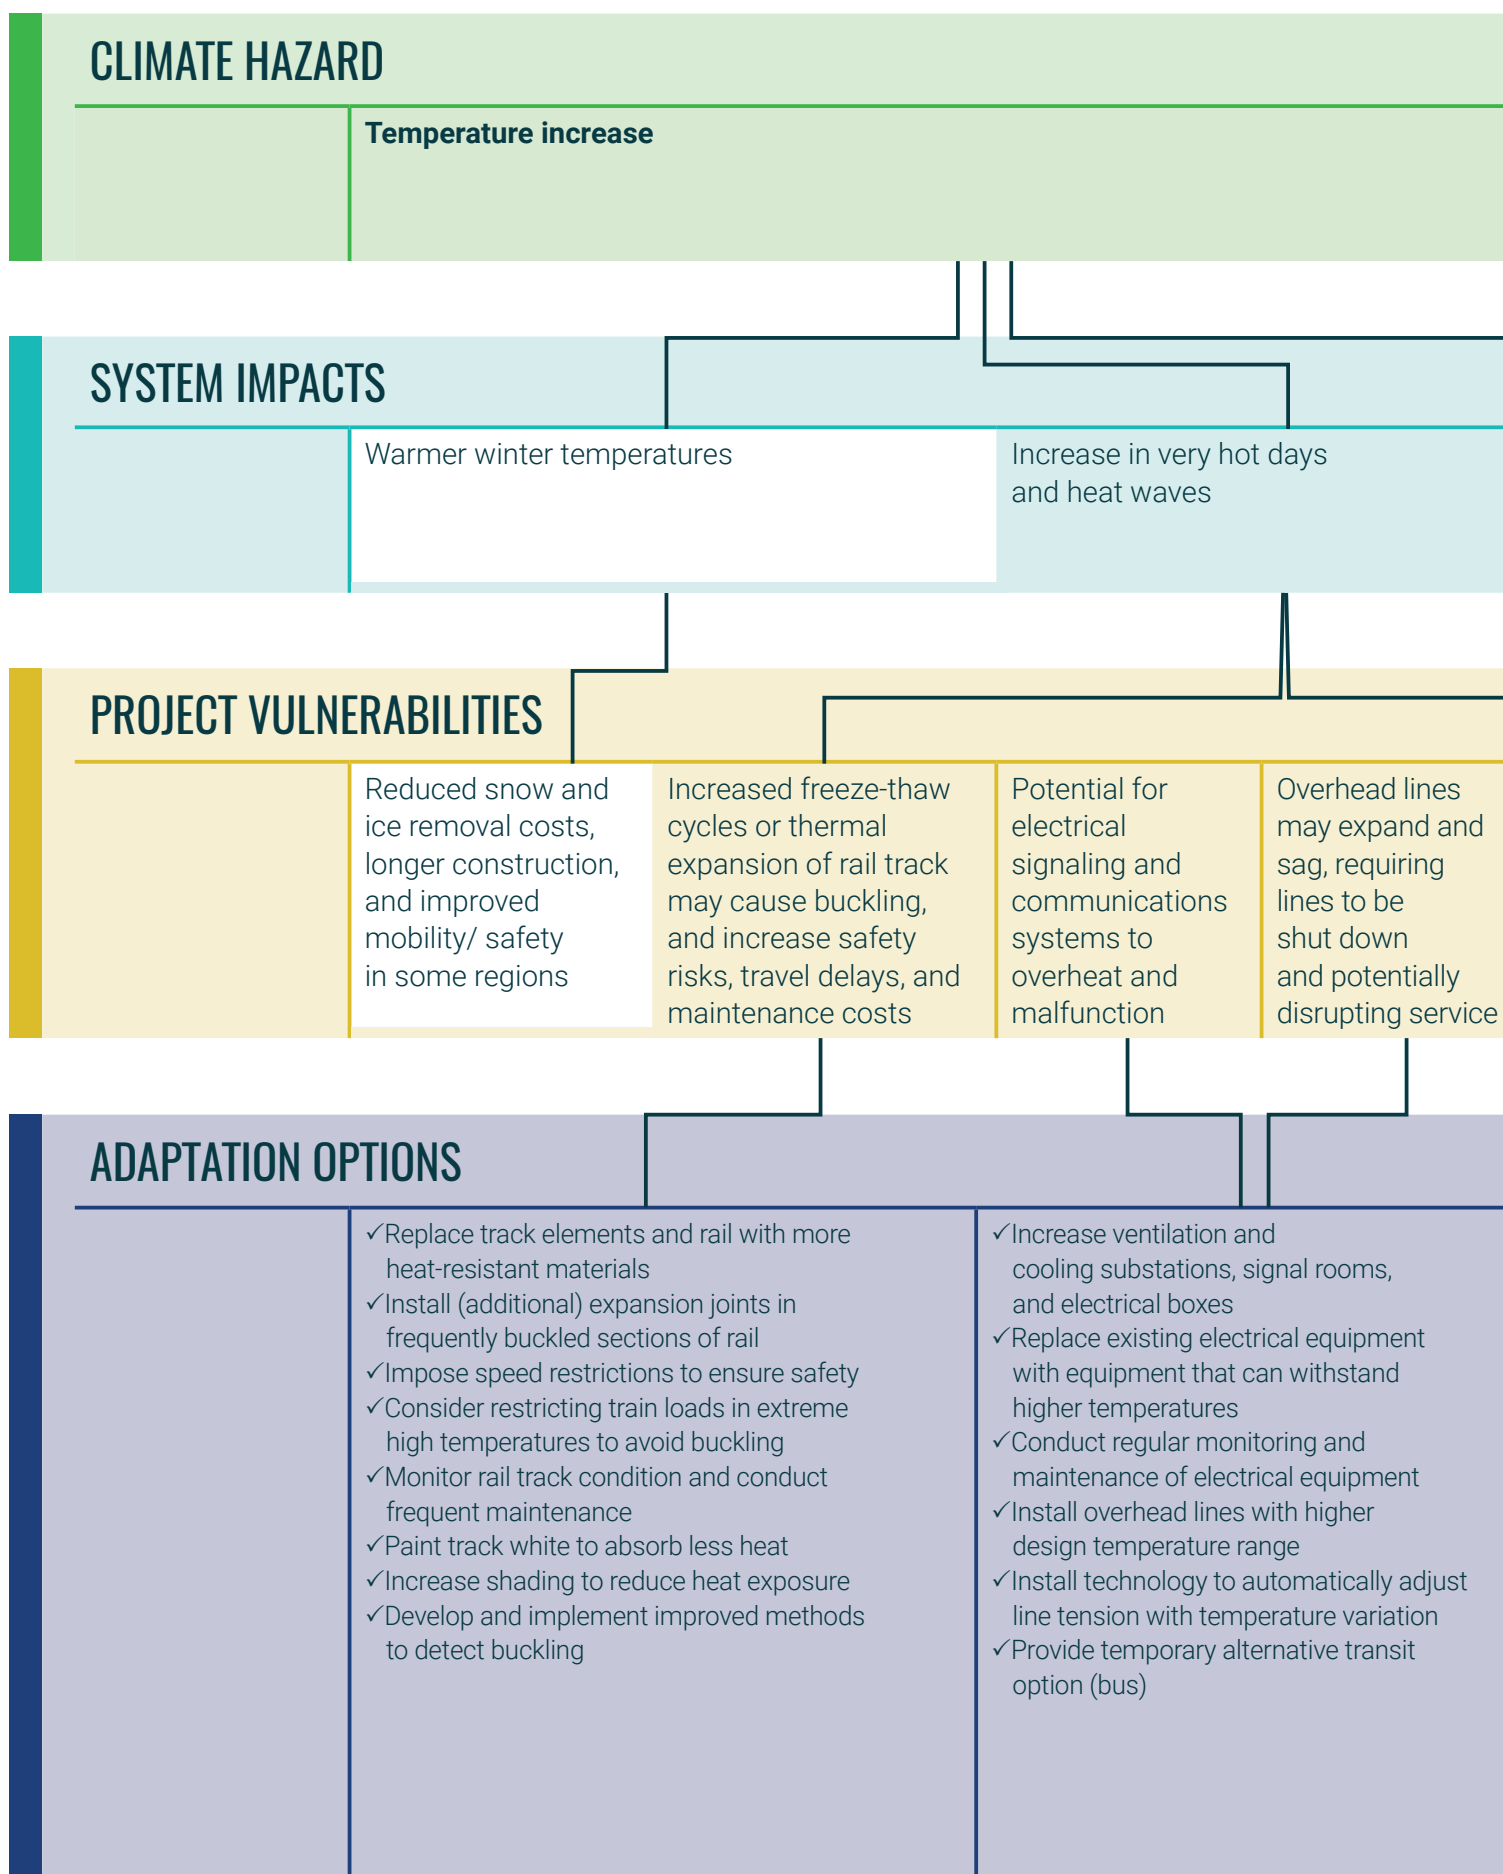 CLIMATE HAZARD
Temperature increase
SYSTEM IMPACTS
Warmer winter temperatures
Increase in very hot days
and heat waves
PROJECT VULNERABILITIES
Reduced snow and
ice removal costs,
longer construction,
and improved
mobility/ safety
in some regions
Increased freeze-thaw
cycles or thermal
expansion of rail track
may cause buckling,
and increase safety
risks, travel delays, and
maintenance costs
Potential for
electrical
signaling and
communications
systems to
overheat and
malfunction
Overhead lines
may expand and
sag, requiring
lines to be
shut down
and potentially
disrupting service
ADAPTATION OPTIONS
✓Replace track elements and rail with more
heat-resistant materials
✓Install (additional) expansion joints in
frequently buckled sections of rail
✓Impose speed restrictions to ensure safety
✓Consider restricting train loads in extreme
high temperatures to avoid buckling
✓Monitor rail track condition and conduct
frequent maintenance
✓Paint track white to absorb less heat
✓Increase shading to reduce heat exposure
✓Develop and implement improved methods
to detect buckling
✓Increase ventilation and
cooling substations, signal rooms,
and electrical boxes
✓Replace existing electrical equipment
with equipment that can withstand
higher temperatures
✓Conduct regular monitoring and
maintenance of electrical equipment
✓Install overhead lines with higher
design temperature range
✓Install technology to automatically adjust
line tension with temperature variation
✓Provide temporary alternative transit
option (bus)